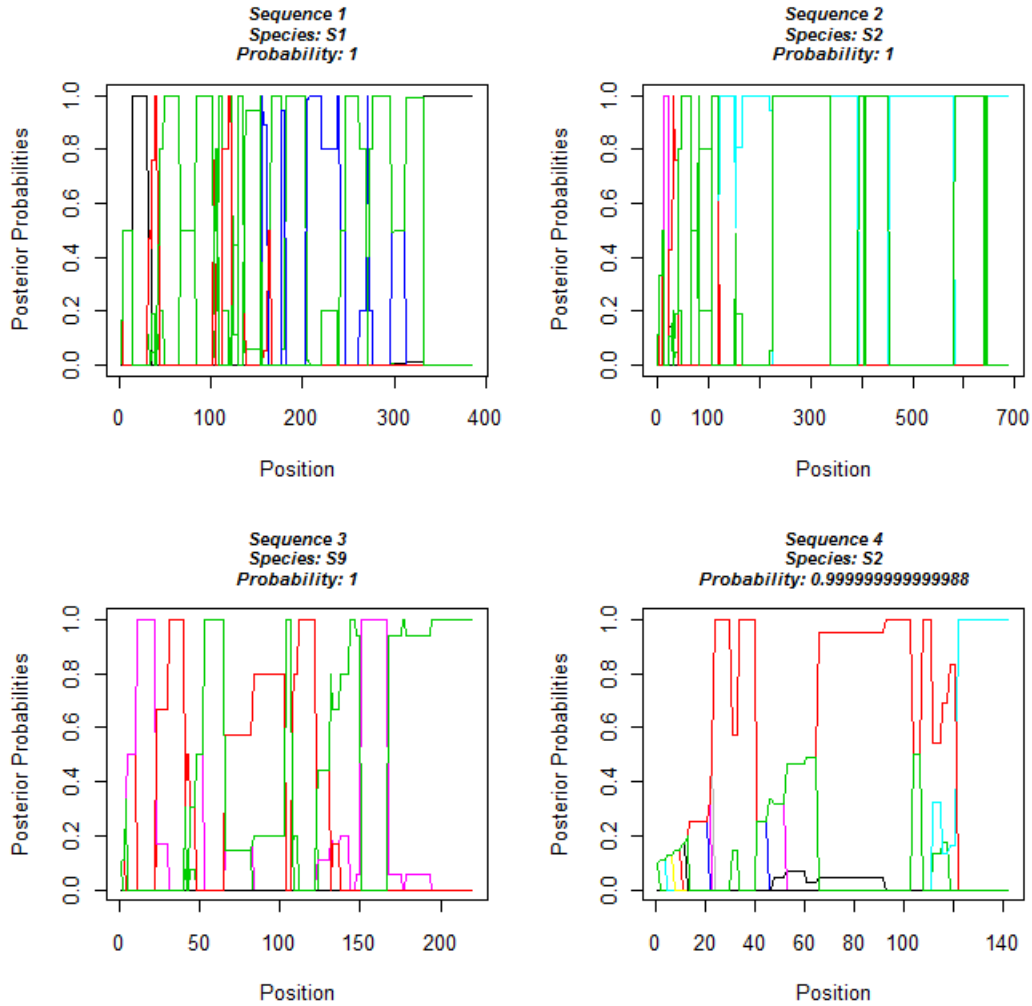 Sequence 1
Species: S1
Probability: 1
Posterior Probabilities
0.0 0.2 0.4 0.6 0.8 1.0
0 100 200 300 400
Position
Sequence 2
Species: S2
Probability: 1
Posterior Probabilities
0.0 0.2 0.4 0.6 0.8 1.0
0 100 300 500 700
Position
Sequence 3
Species: S9
Probability: 1
Posterior Probabilities
0.0 0.2 0.4 0.6 0.8 1.0
0 50 100 150 200
Position
Sequence 4
Species: S2
Probability: 0.999999999999988
Posterior Probabilities
0.0 0.2 0.4 0.6 0.8 1.0
0 20 40 60 80 100 140
Position